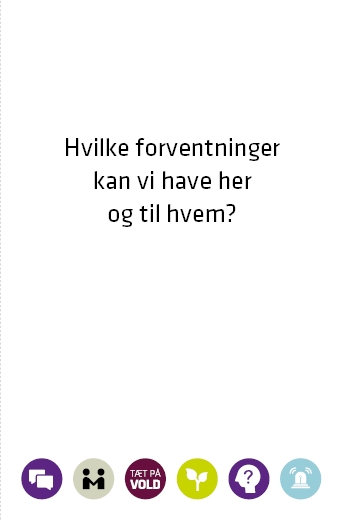 Hvilke forventninger
kan vi have her
og til hvem?
TÆT PÅ
VOLD
?